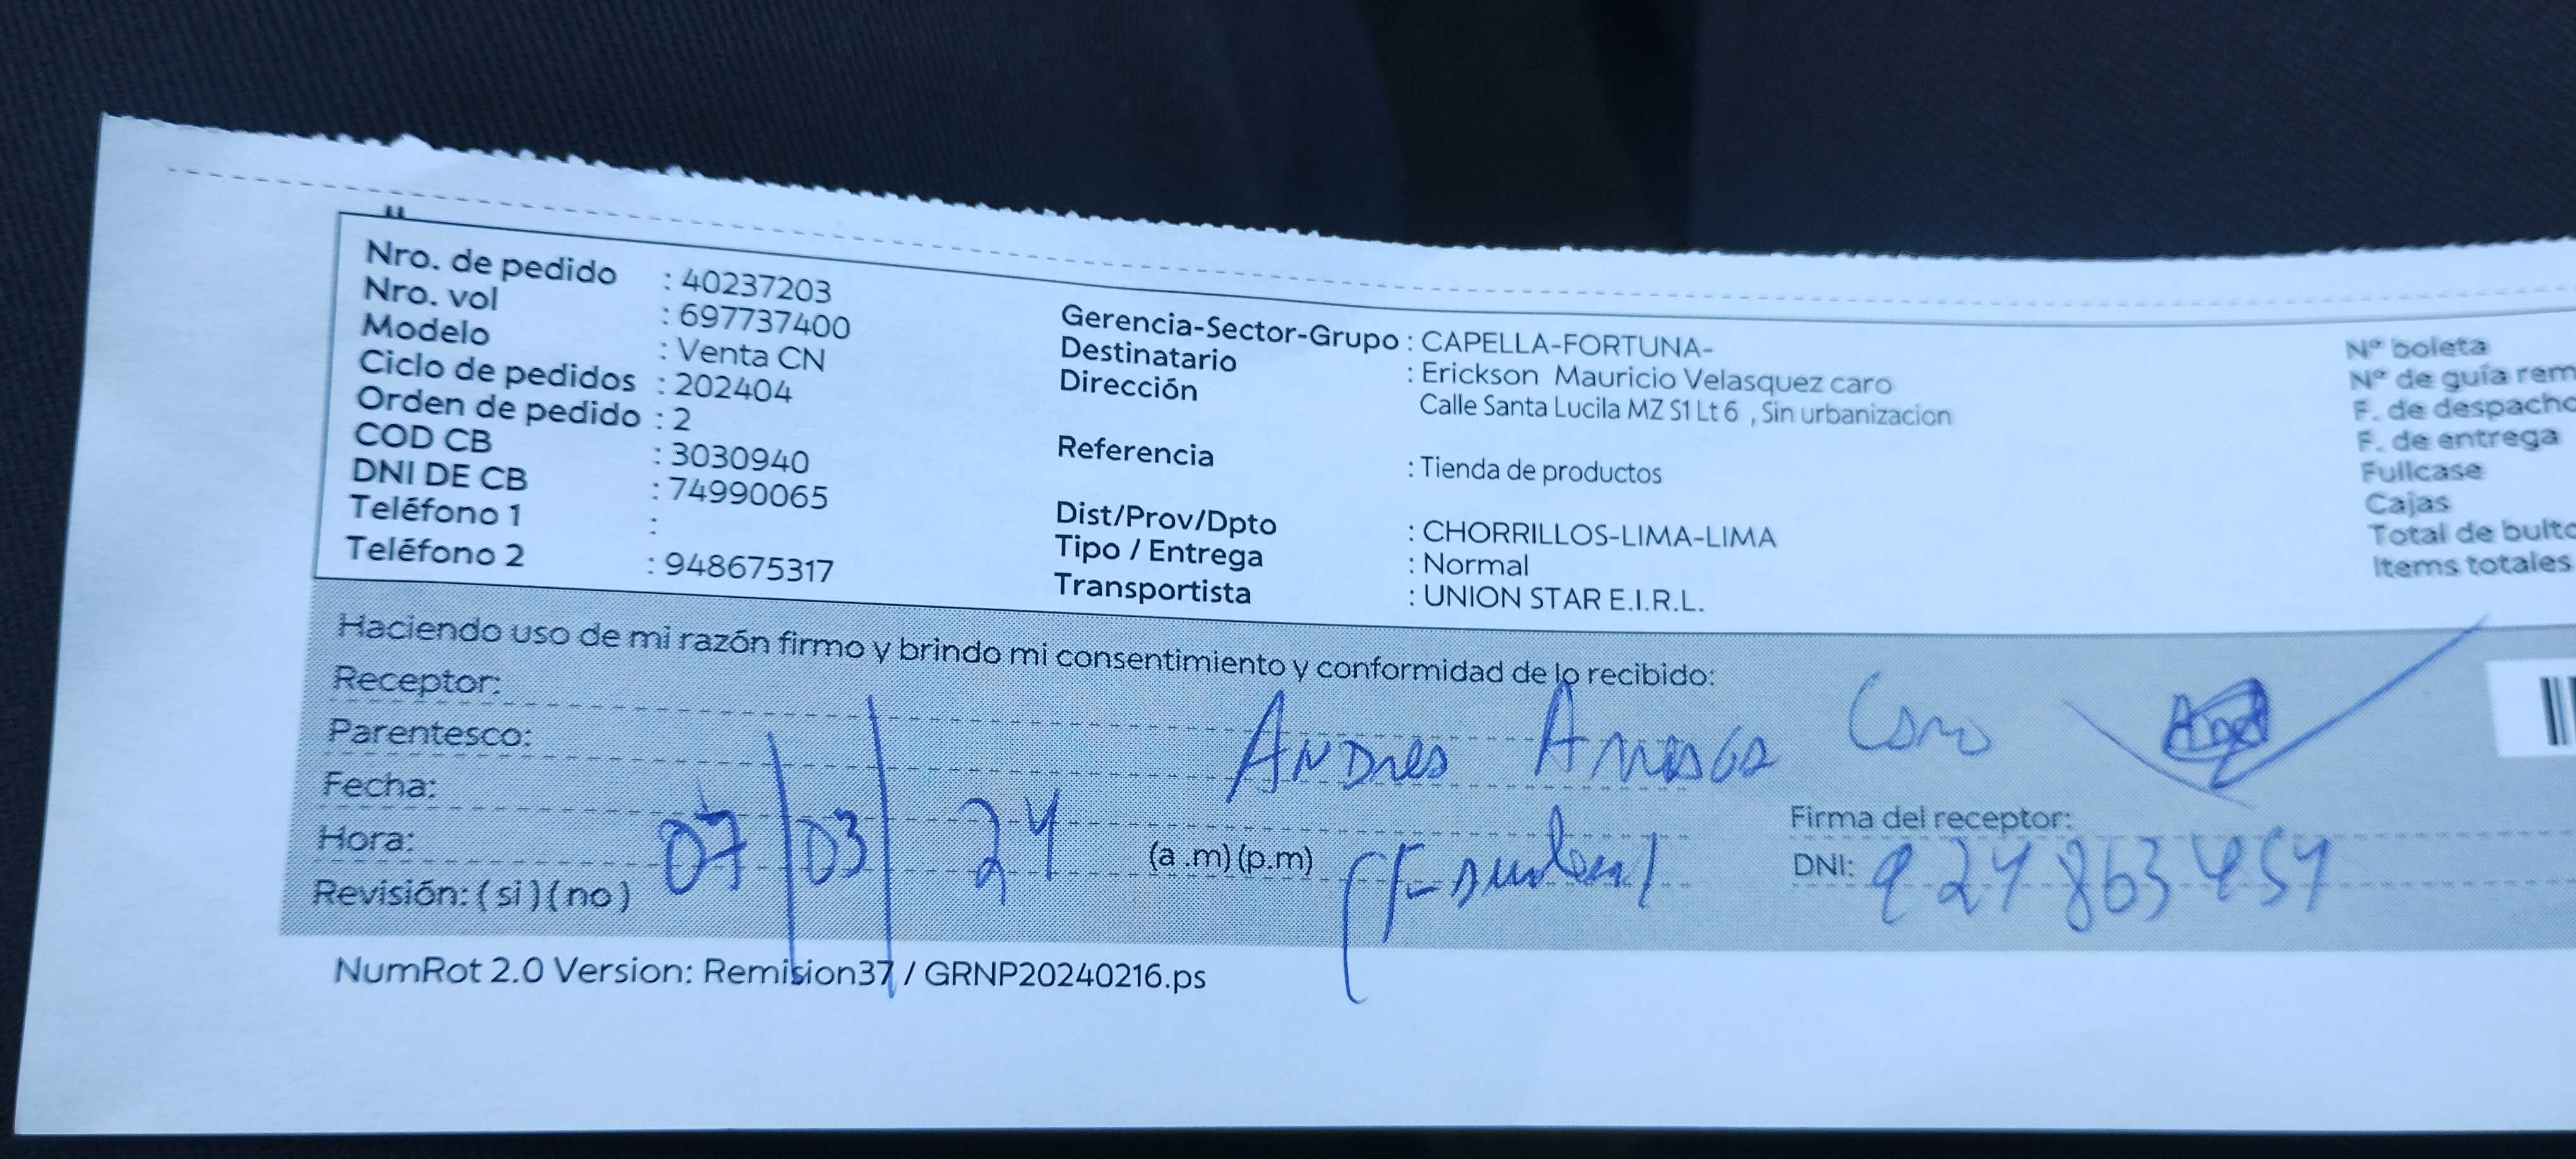 Nro. de pedido : 40237203
Nro. vol : 697737400
Modelo : Venta CN
Ciclo de pedidos : 202404
Orden de pedido : 2
COD CB : 3030940
DNI DE CB : 74990065
Teléfono 1 :
Teléfono 2 : 948675317
Gerencia-Sector-Grupo : CAPELLA-FORTUNA-
Destinatario : Erickson Mauricio Velasquez caro
Dirección Calle Santa Lucila MZ S1 Lt 6 , Sin urbanizacion
Referencia : Tienda de productos
Dist/Prov/Dpto : CHORRILLOS-LIMA-LIMA
Tipo / Entrega : Normal
Transportista : UNION STAR E.I.R.L.
Nº boleta
Nº de guía rem
F. de despacho
F. de entrega
Fullcase
Cajas
Total de bulto
Items totales
Haciendo uso de mi razón firmo y brindo mi consentimiento y conformidad de lo recibido:
Receptor:
Parentesco: Andres
Fecha:
Hora: 07/03/24 (a .m) (p.m)
Revisión: ( si ) ( no )
Firma del receptor:
DNI:
NumRot 2.0 Version: Remision37 / GRNP20240216.ps